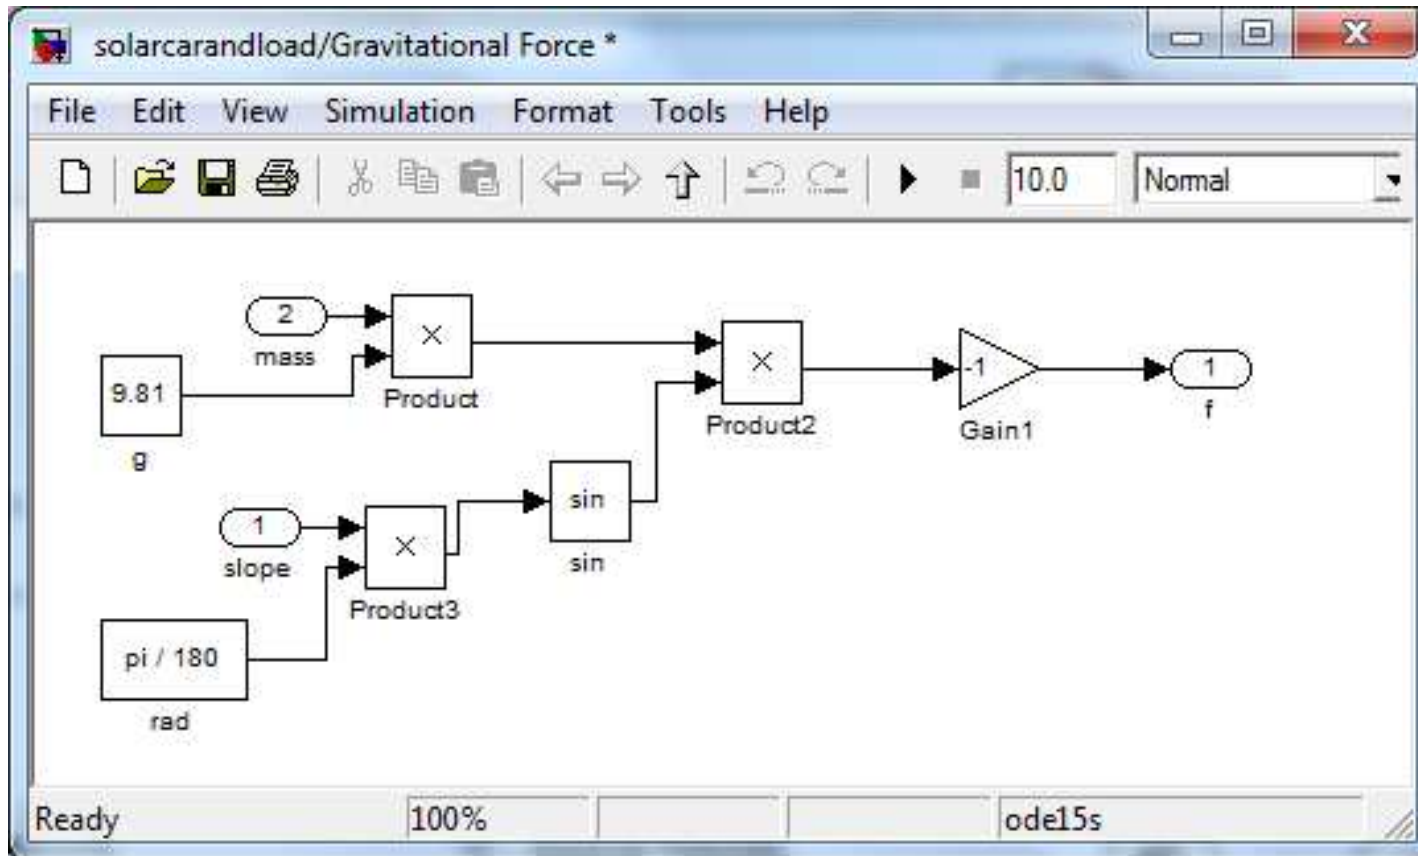 solarcarandload/Gravitational Force *
File Edit View Simulation Format Tools Help
10.0 Normal
2
mass
×
Product
9.81
g
×
Product2
-1
Gain1
1
f
1
slope
×
Product3
sin
sin
pi / 180
rad
Ready 100% ode15s